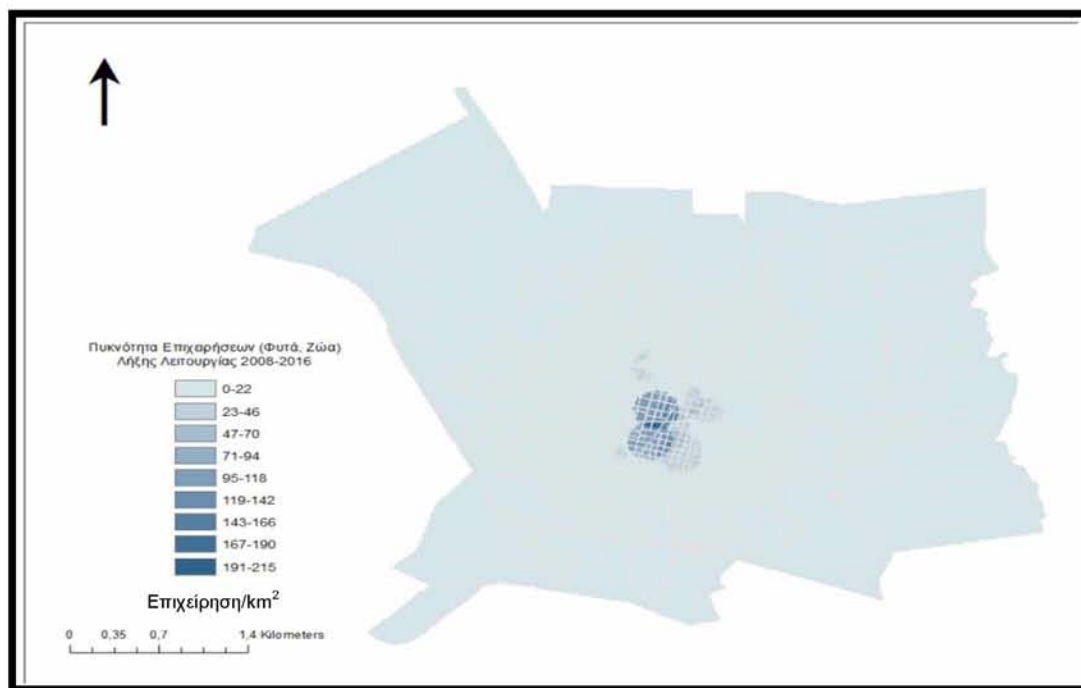 Πυκνότητα Επιχειρήσεων (Φυτά, Ζώα)
Λήξης Λειτουργίας 2008-2016
0-22
23-46
47-70
71-94
95-118
119-142
143-166
167-190
191-215
Επιχείρηση/km²
0 0,35 0,7 1,4 Kilometers